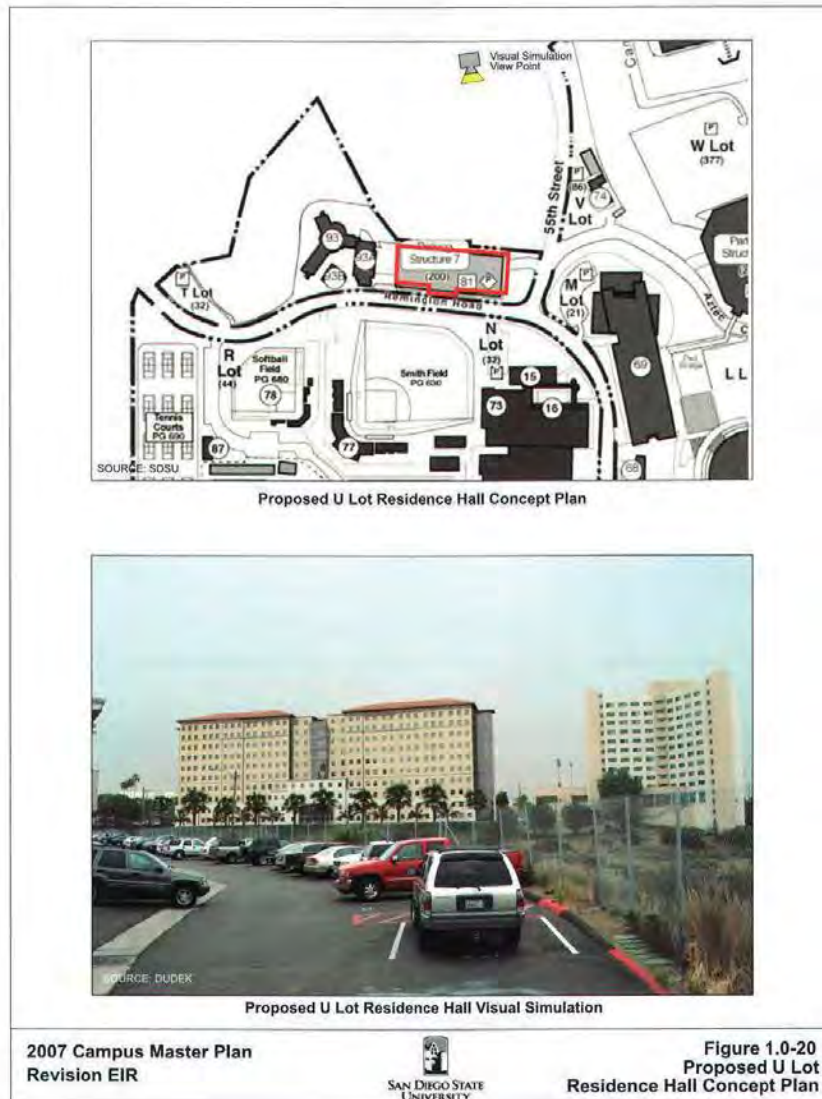 Visual Simulation
View Point
Can
P
W Lot
(377)
55th Street
P
(86)
V
Lot
74
93
93A
93B
Structure 7
(200)
81
P
Remington Road
P
T Lot
(32)
P
M
Lot
(21)
Aztec
Structu
69
L L
R
Lot
(44)
Softball
Field
PG 680
78
Smith Field
N
Lot
(32)
P
15
73
16
Tennis
Courts
PG 690
87
77
68
SOURCE: SDSU
Proposed U Lot Residence Hall Concept Plan
SOURCE: DUDEK
Proposed U Lot Residence Hall Visual Simulation
2007 Campus Master Plan
Revision EIR
SAN DIEGO STATE
UNIVERSITY
Figure 1.0-20
Proposed U Lot
Residence Hall Concept Plan